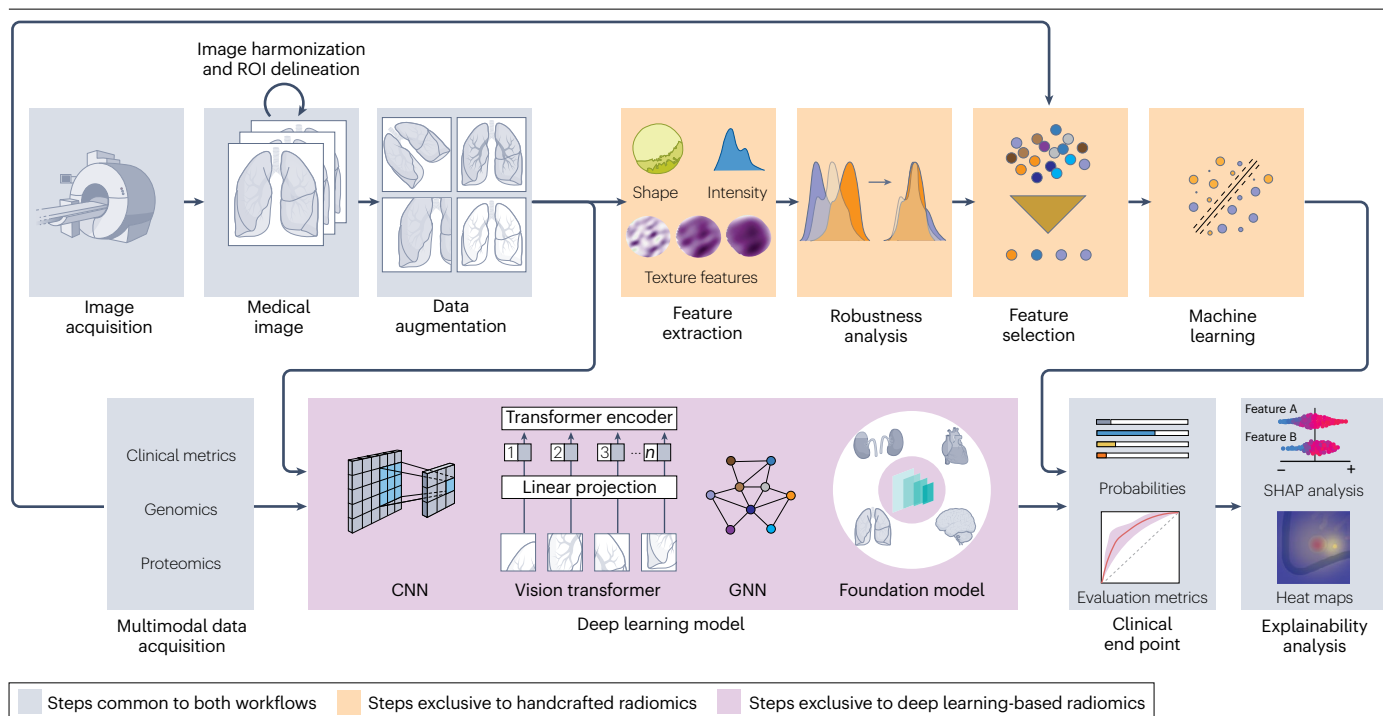 Image harmonization
and ROI delineation
Shape
Intensity
Texture features
Image
acquisition
Medical
image
Data
augmentation
Feature
extraction
Robustness
analysis
Feature
selection
Machine
learning
Clinical metrics
Genomics
Proteomics
Multimodal data
acquisition
Transformer encoder
1 2 3 ... n
Linear projection
CNN
Vision transformer
GNN
Foundation model
Deep learning model
Probabilities
Evaluation metrics
Clinical
end point
Feature A
Feature B
– +
SHAP analysis
Heat maps
Explainability
analysis
Steps common to both workflows
Steps exclusive to handcrafted radiomics
Steps exclusive to deep learning-based radiomics